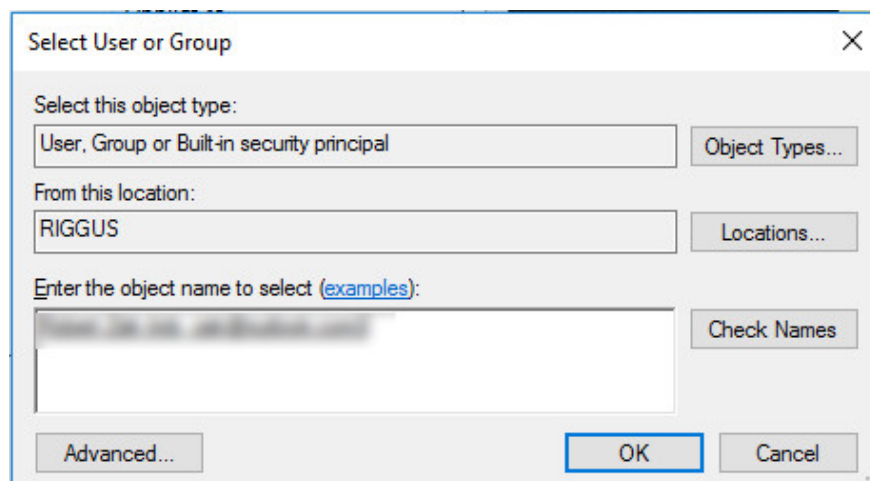 Select User or Group
Select this object type:
User, Group or Built-in security principal
Object Types...
From this location:
RIGGUS
Locations...
Enter the object name to select (examples):
Check Names
Advanced...
OK
Cancel